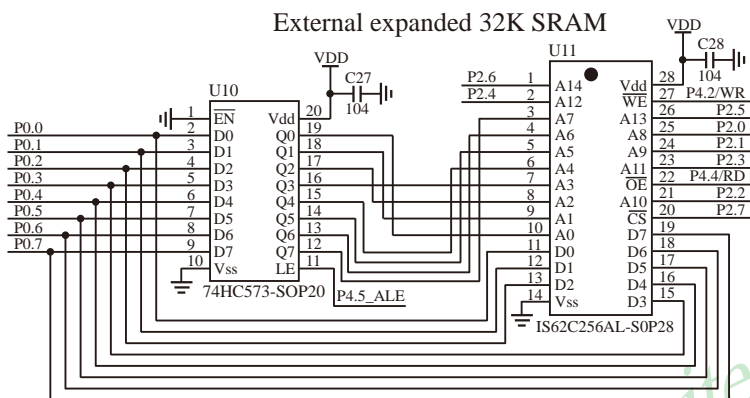 External expanded 32K SRAM
VDD
VDD
U10
C27
104
U11
C28
104
P0.0
P0.1
P0.2
P0.3
P0.4
P0.5
P0.6
P0.7
1 EN Vdd 20
2 D0 Q0 19
3 D1 Q1 18
4 D2 Q2 17
5 D3 Q3 16
6 D4 Q4 15
7 D5 Q5 14
8 D6 Q6 13
9 D7 Q7 12
10 Vss LE 11
74HC573-SOP20
P4.5_ALE
P2.6 1 A14 Vdd 28
P2.4 2 A12 WE 27 P4.2/WR
3 A7 A13 26 P2.5
4 A6 A8 25 P2.0
5 A5 A9 24 P2.1
6 A4 A11 23 P2.3
7 A3 OE 22 P4.4/RD
8 A2 A10 21 P2.2
9 A1 CS 20 P2.7
10 A0 D7 19
11 D0 D6 18
12 D1 D5 17
13 D2 D4 16
14 Vss D3 15
IS62C256AL-S0P28